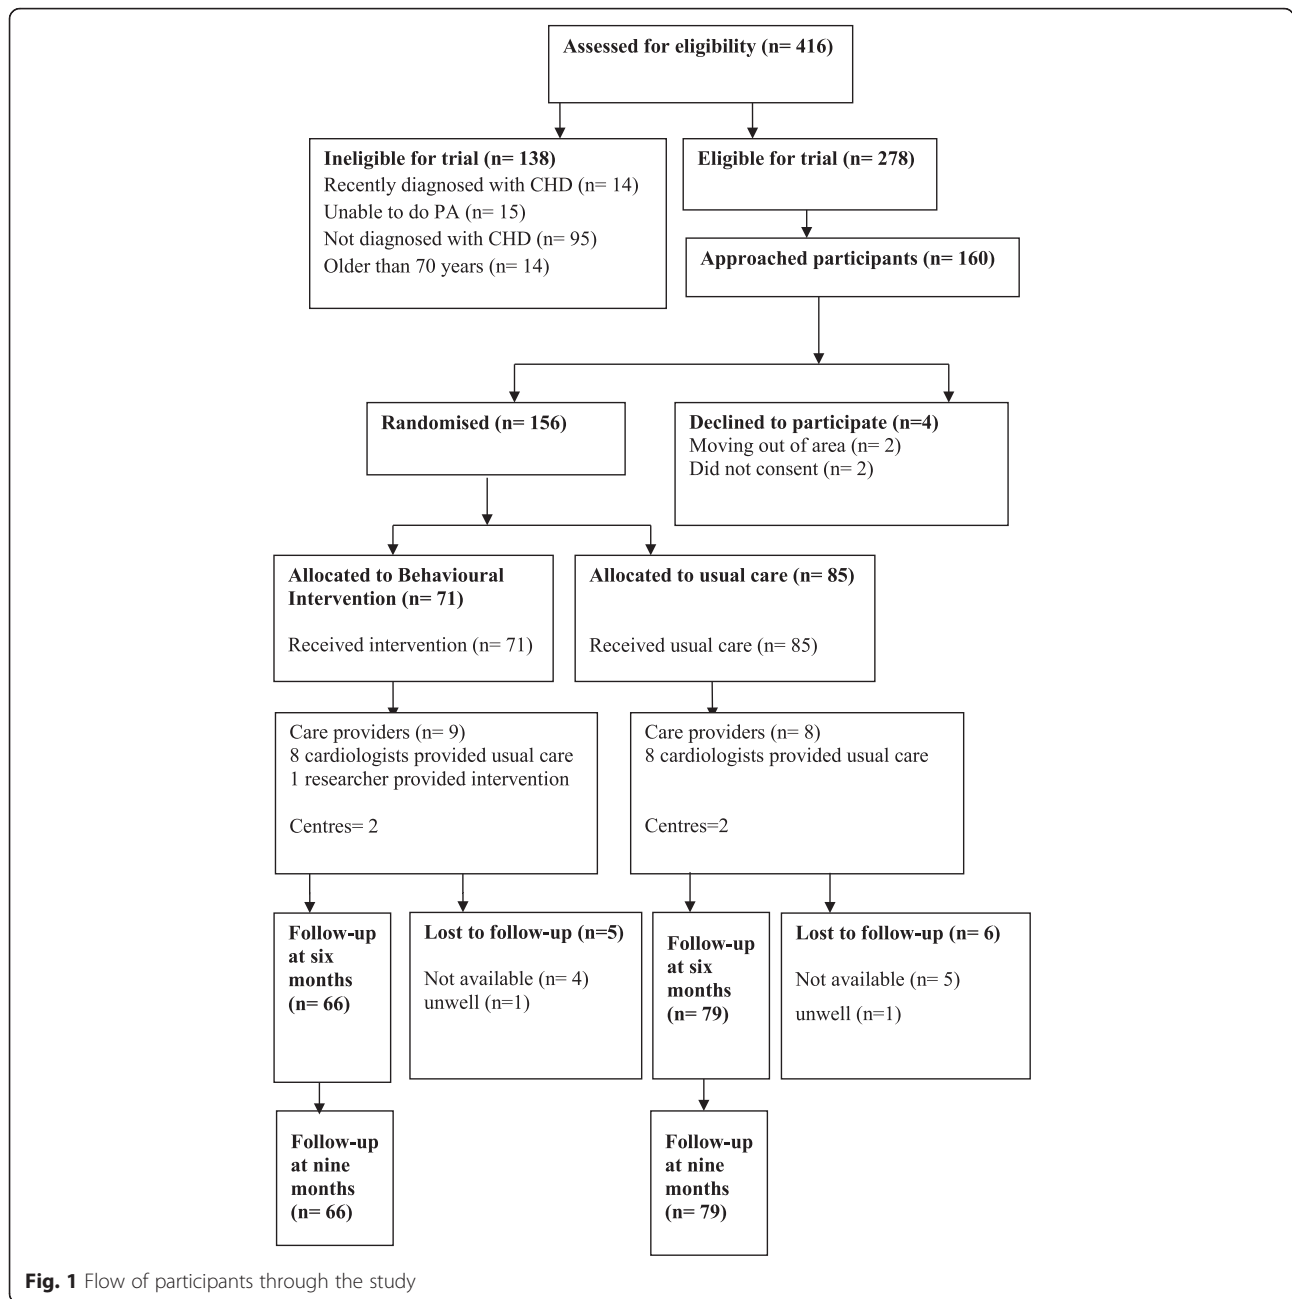 Assessed for eligibility (n= 416)
Ineligible for trial (n= 138)
Recently diagnosed with CHD (n= 14)
Unable to do PA (n= 15)
Not diagnosed with CHD (n= 95)
Older than 70 years (n= 14)
Eligible for trial (n= 278)
Approached participants (n= 160)
Randomised (n= 156)
Declined to participate (n=4)
Moving out of area (n= 2)
Did not consent (n= 2)
Allocated to Behavioural
Intervention (n= 71)
Received intervention (n= 71)
Allocated to usual care (n= 85)
Received usual care (n= 85)
Care providers (n= 9)
8 cardiologists provided usual care
1 researcher provided intervention
Centres= 2
Care providers (n= 8)
8 cardiologists provided usual care
Centres=2
Follow-up
at six
months
(n= 66)
Lost to follow-up (n=5)
Not available (n= 4)
unwell (n=1)
Follow-up
at six
months
(n= 79)
Lost to follow-up (n= 6)
Not available (n= 5)
unwell (n=1)
Follow-up
at nine
months
(n= 66)
Follow-up
at nine
months
(n= 79)
Fig. 1 Flow of participants through the study